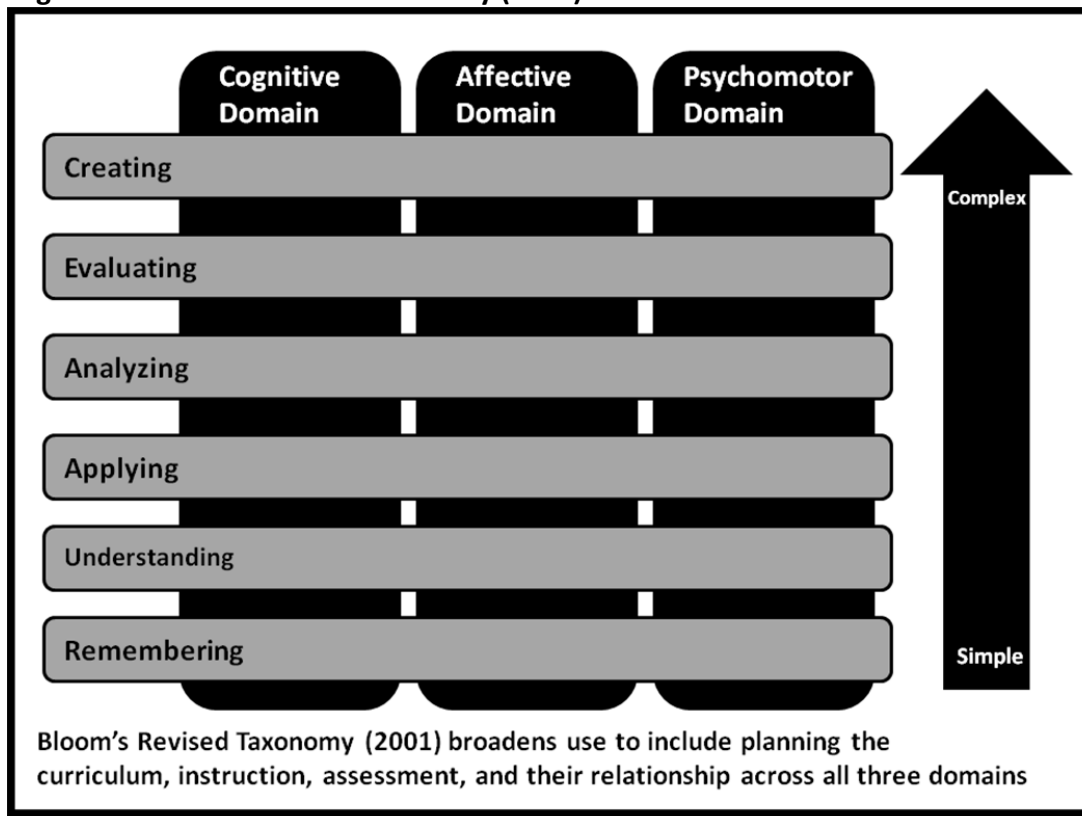 Cognitive
Domain
Affective
Domain
Psychomotor
Domain
Creating
Complex
Evaluating
Analyzing
Applying
Understanding
Remembering
Simple
Bloom’s Revised Taxonomy (2001) broadens use to include planning the
curriculum, instruction, assessment, and their relationship across all three domains